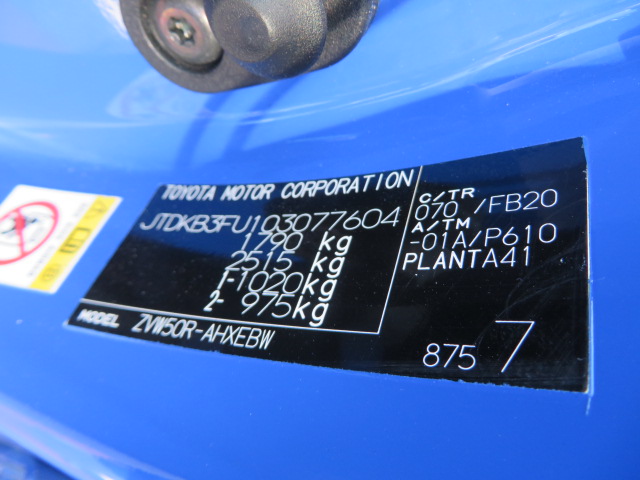 TOYOTA MOTOR CORPORATION
JTDKB3FU103077604
1790 kg
2515 kg
1-1020kg
2- 975kg
MODEL ZVW50R-AHXEBW
C/TR
070 /FB20
A/TM
-01A/P610
PLANTA41
875 7